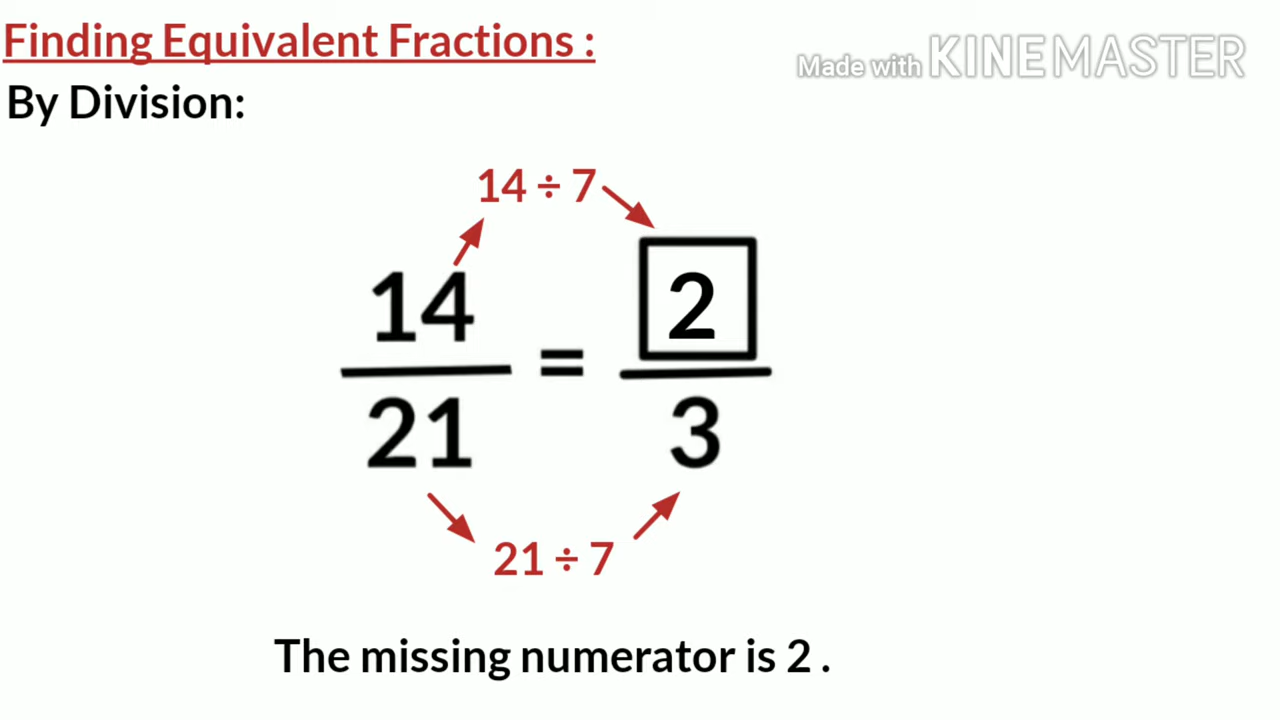 Finding Equivalent Fractions :
Made with KINEMASTER
By Division:
14 ÷ 7
14
21
=
2
3
21 ÷ 7
The missing numerator is 2 .